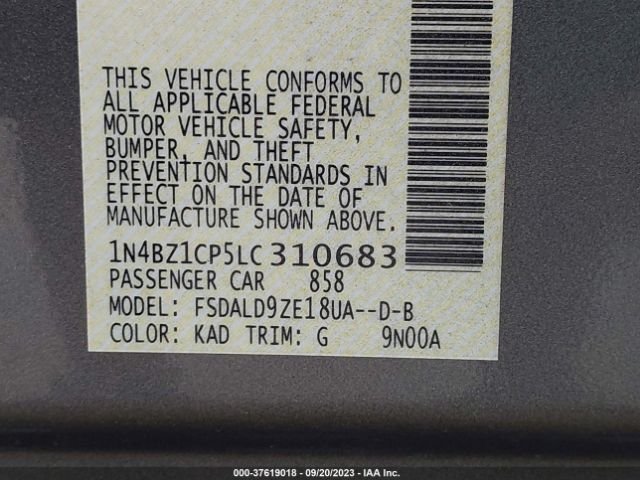 THIS VEHICLE CONFORMS TO
ALL APPLICABLE FEDERAL
MOTOR VEHICLE SAFETY,
BUMPER, AND THEFT
PREVENTION STANDARDS IN
EFFECT ON THE DATE OF
MANUFACTURE SHOWN ABOVE.
1N4BZ1CP5LC310683
PASSENGER CAR 858
MODEL: FSDALD9ZE18UA--D-B
COLOR: KAD TRIM: G 9N00A
000-37619018 - 09/20/2023 - IAA Inc.